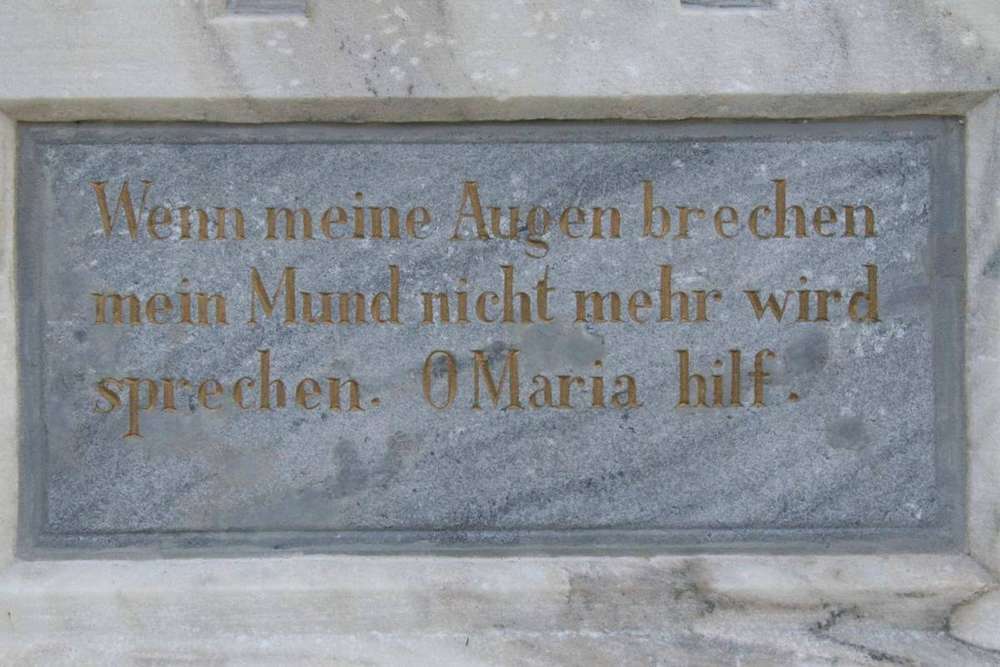 Wenn meine Augen brechen
mein Mund nicht mehr wird
sprechen. O Maria hilf.